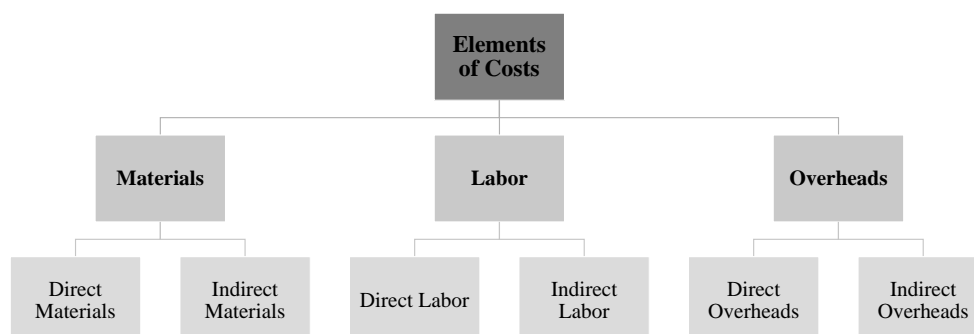 Elements
of Costs
Materials
Labor
Overheads
Direct
Materials
Indirect
Materials
Direct Labor
Indirect
Labor
Direct
Overheads
Indirect
Overheads